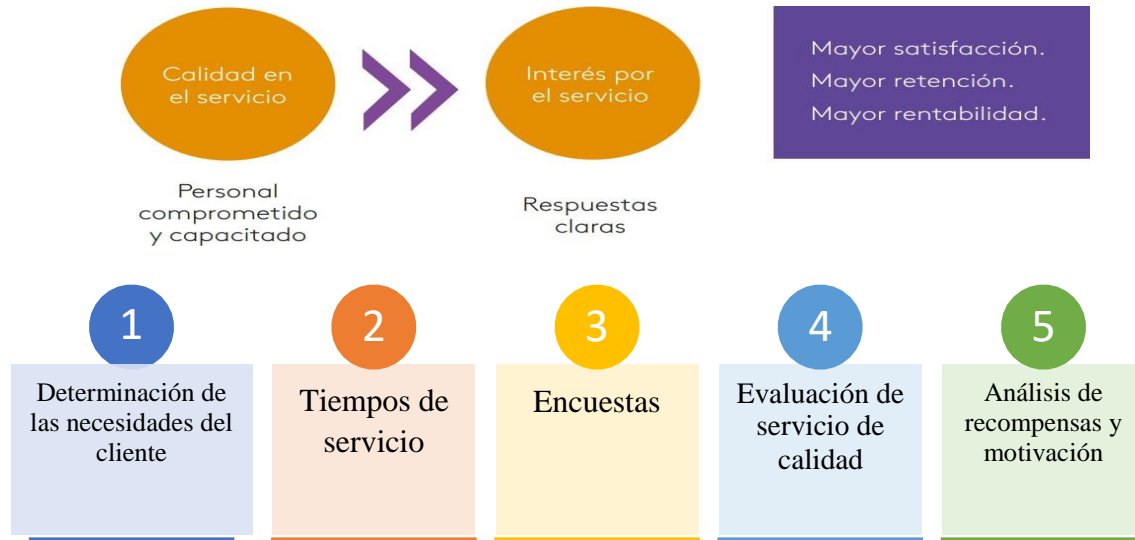 Calidad en
el servicio
Interés por
el servicio
Mayor satisfacción.
Mayor retención.
Mayor rentabilidad.
Personal
comprometido
y capacitado
Respuestas
claras
1
Determinación de
las necesidades del
cliente
2
Tiempos de
servicio
3
Encuestas
4
Evaluación de
servicio de
calidad
5
Análisis de
recompensas y
motivación